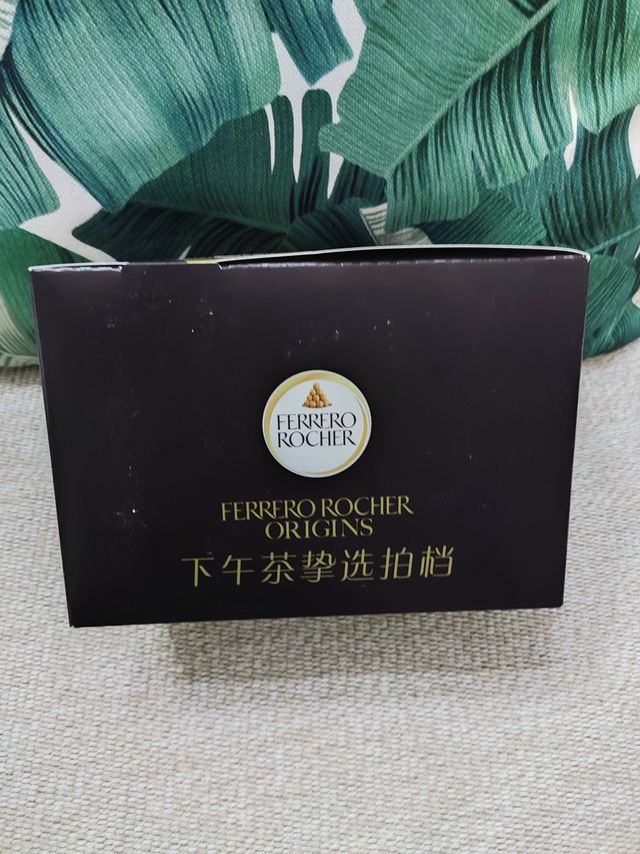 FERRERO
ROCHER
FERRERO ROCHER
ORIGINS
下午茶挚选拍档